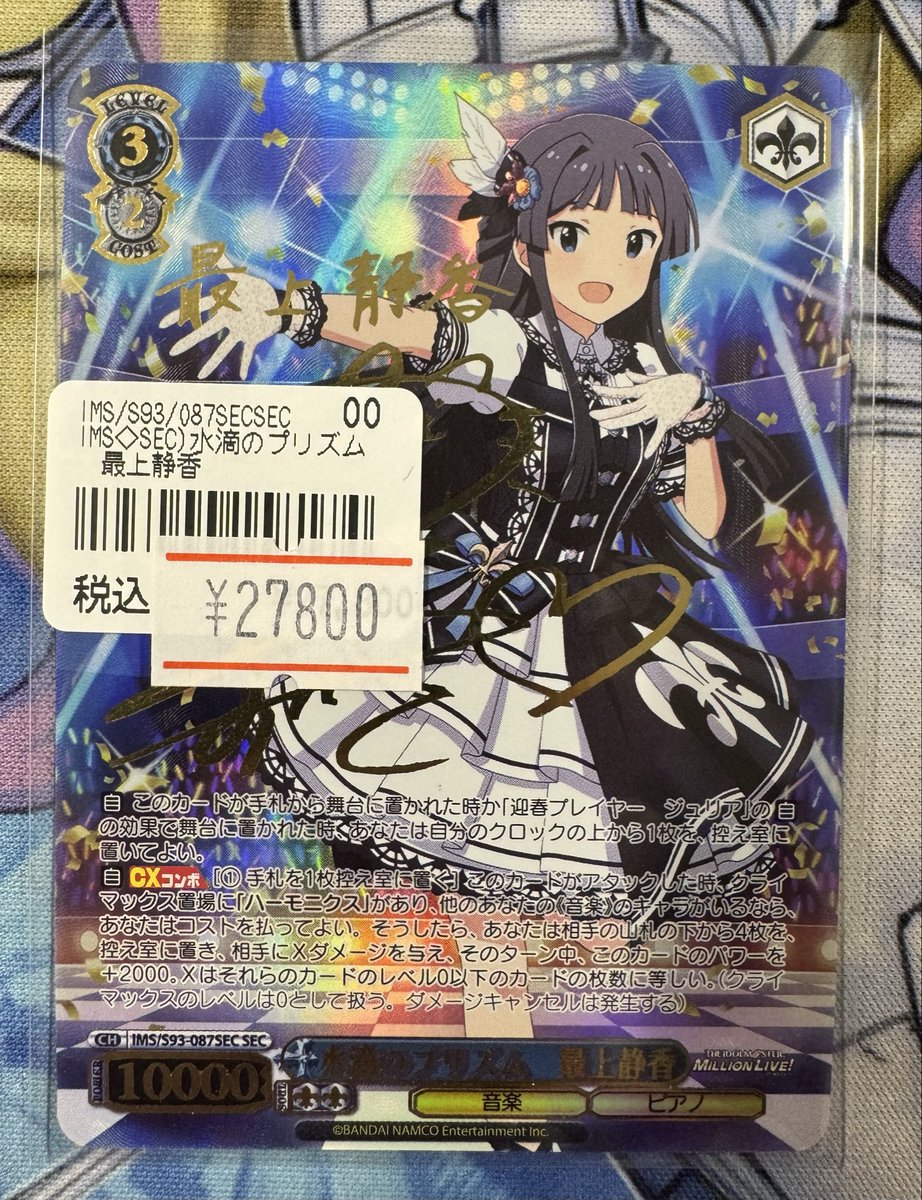 LEVEL
3
2
COST
最上静香
IMS/S93/087SECSEC 00
IMS◇SEC)水滴のプリズム
最上静香
税込
¥27800
自 このカードが手札から舞台に置かれた時か「迎春プレイヤー ジュリア」の 自
の効果で舞台に置かれた時、あなたは自分のクロックの上から1枚を、控え室に
置いてよい。
自 CXコンボ [① 手札を1枚控え室に置く] このカードがアタックした時、クライ
マックス置場に「ハーモニクス」があり、他のあなたの《音楽》のキャラがいるなら、
あなたはコストを払ってよい。そうしたら、あなたは相手の山札の下から4枚を、
控え室に置き、相手にXダメージを与え、そのターン中、このカードのパワーを
+2000。Xはそれらのカードのレベル0以下のカードの枚数に等しい。(クライ
マックスのレベルは0として扱う。ダメージキャンセルは発生する)
CH IMS/S93-087SEC SEC
POWER 10000 SOUL
水滴のプリズム 最上静香
THE IDOLM@STER
MILLION LIVE!
音楽 ピアノ
©BANDAI NAMCO Entertainment Inc.